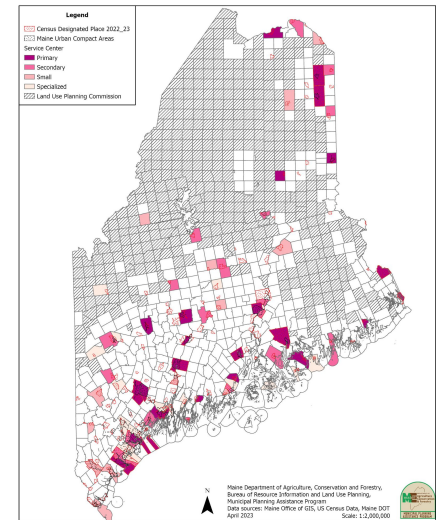 Legend
Census Designated Place 2022_23
Maine Urban Compact Areas
Service Center
Primary
Secondary
Small
Specialized
Land Use Planning Commission
N
Maine Department of Agriculture, Conservation and Forestry,
Bureau of Resource Information and Land Use Planning,
Municipal Planning Assistance Program
Data sources: Maine Office of GIS, US Census Data, Maine DOT
April 2023
Scale: 1:2,000,000